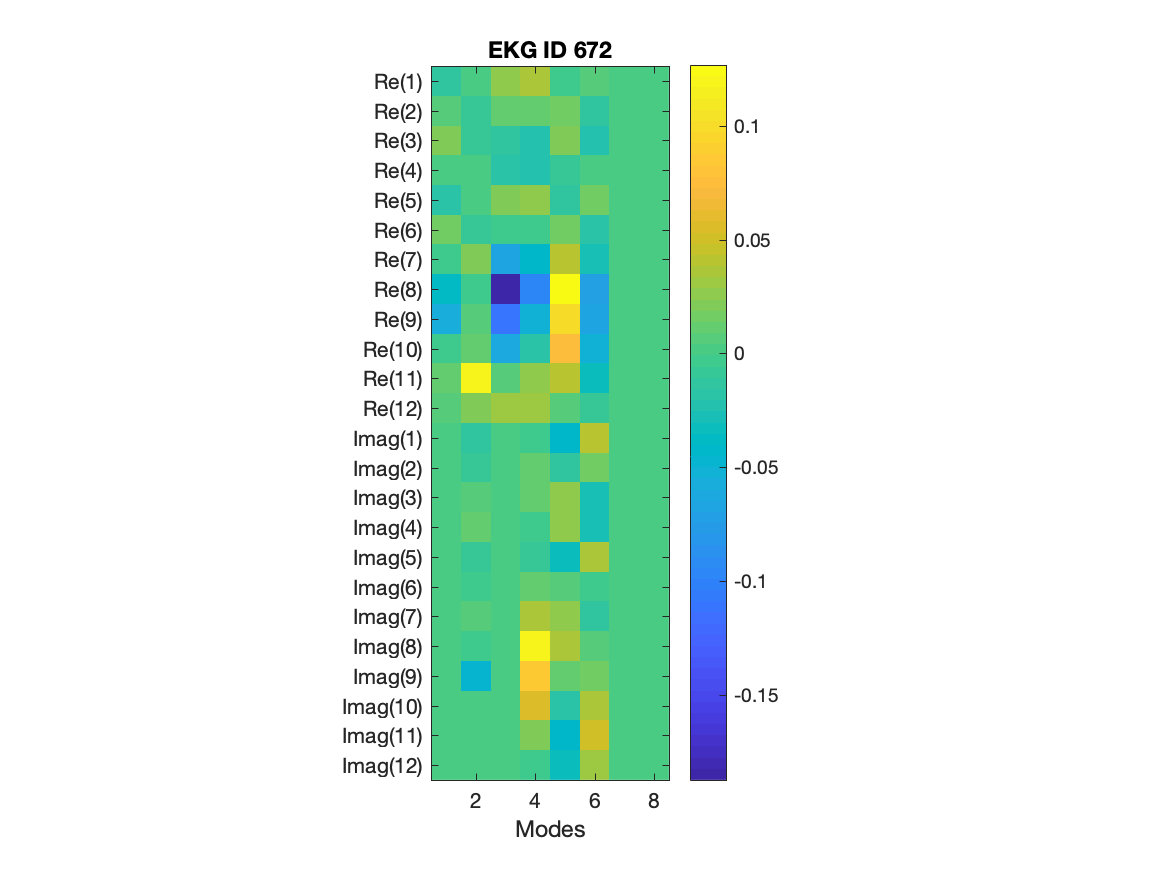 EKG ID 672
Re(1)
Re(2)
Re(3)
Re(4)
Re(5)
Re(6)
Re(7)
Re(8)
Re(9)
Re(10)
Re(11)
Re(12)
Imag(1)
Imag(2)
Imag(3)
Imag(4)
Imag(5)
Imag(6)
Imag(7)
Imag(8)
Imag(9)
Imag(10)
Imag(11)
Imag(12)
2 4 6 8
Modes
0.1
0.05
0
-0.05
-0.1
-0.15